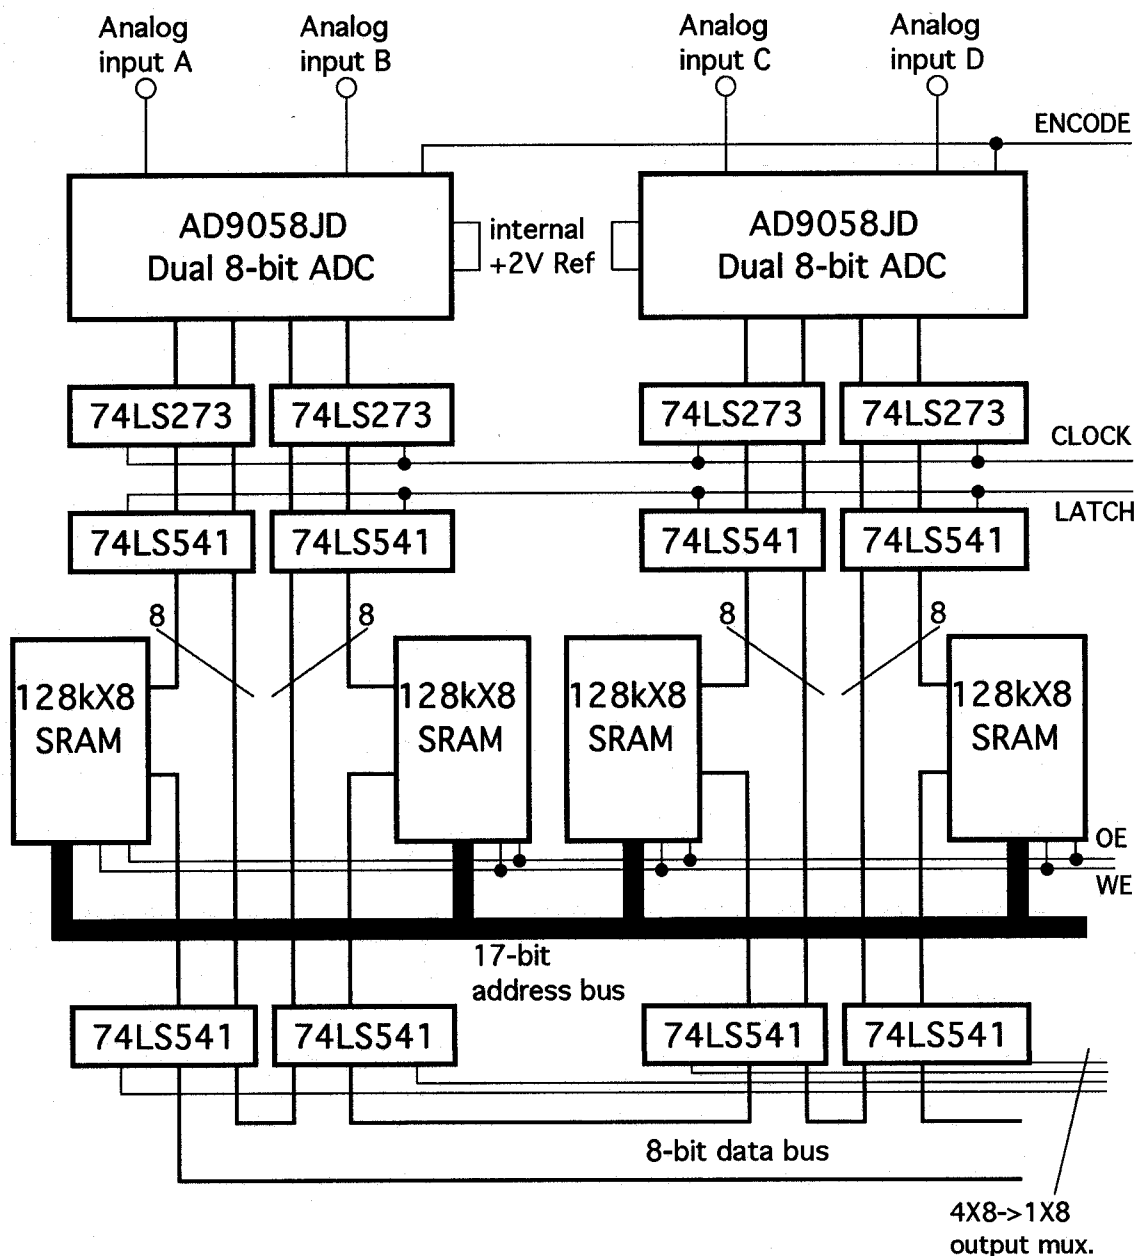 Analog
input A
Analog
input B
Analog
input C
Analog
input D
ENCODE
AD9058JD
Dual 8-bit ADC
internal
+2V Ref
AD9058JD
Dual 8-bit ADC
74LS273
74LS273
74LS273
74LS273
CLOCK
LATCH
74LS541
74LS541
74LS541
74LS541
8
8
8
8
128kX8
SRAM
128kX8
SRAM
128kX8
SRAM
128kX8
SRAM
OE
WE
17-bit
address bus
74LS541
74LS541
74LS541
74LS541
8-bit data bus
4X8->1X8
output mux.